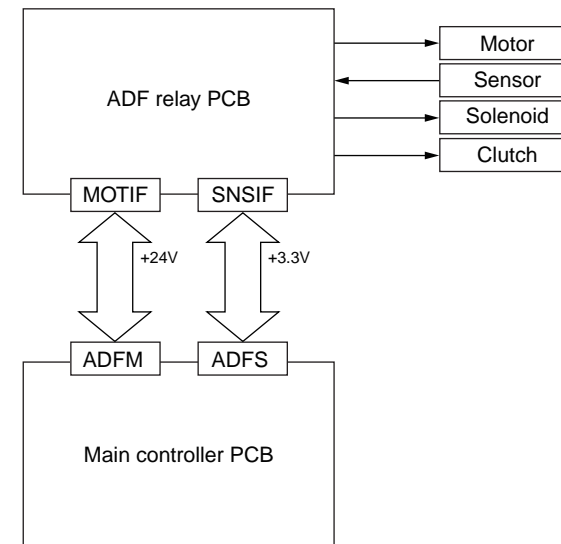 Motor
ADF relay PCB
Sensor
Solenoid
Clutch
MOTIF SNSIF
+24V +3.3V
ADFM ADFS
Main controller PCB